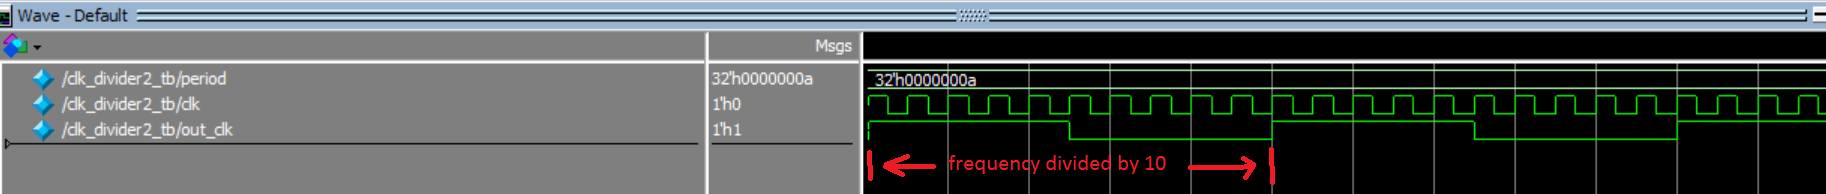 Wave - Default
Msgs
/clk_divider2_tb/period 32'h0000000a 32'h0000000a
/clk_divider2_tb/clk 1'h0
/clk_divider2_tb/out_clk 1'h1
frequency divided by 10